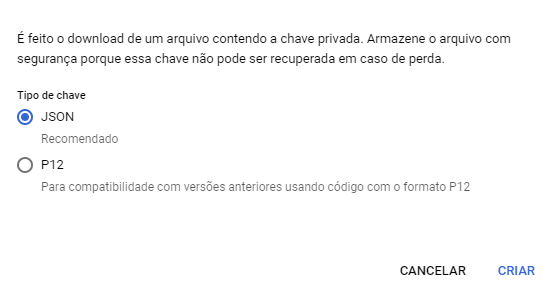 É feito o download de um arquivo contendo a chave privada. Armazene o arquivo com
segurança porque essa chave não pode ser recuperada em caso de perda.
Tipo de chave
JSON
Recomendado
P12
Para compatibilidade com versões anteriores usando código com o formato P12
CANCELAR CRIAR